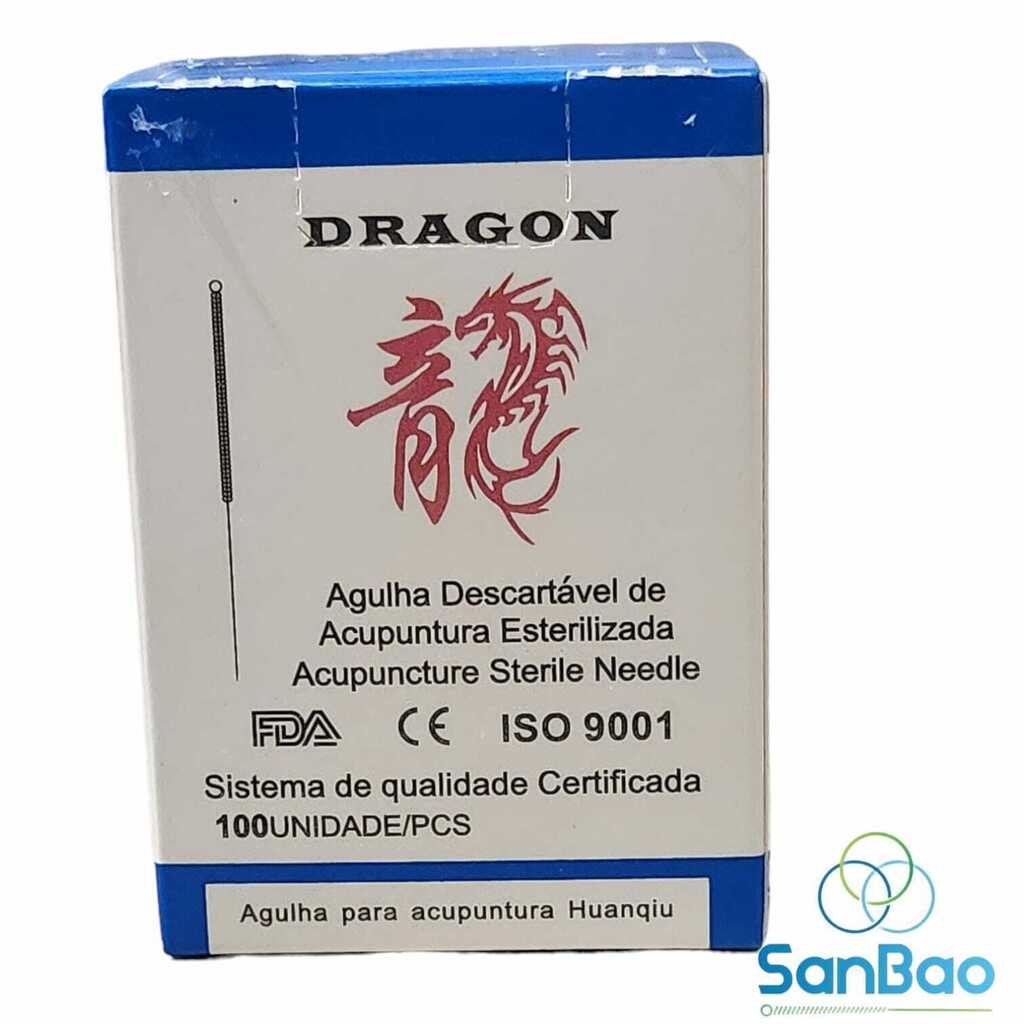 DRAGON
龍
Agulha Descartável de
Acupuntura Esterilizada
Acupuncture Sterile Needle
FDA CE ISO 9001
Sistema de qualidade Certificada
100UNIDADE/PCS
Agulha para acupuntura Huanqiu
SanBao